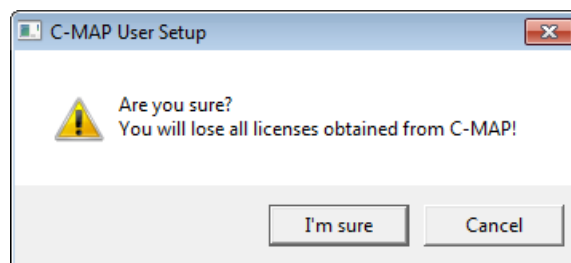 C-MAP User Setup
Are you sure?
You will lose all licenses obtained from C-MAP!
I'm sure
Cancel